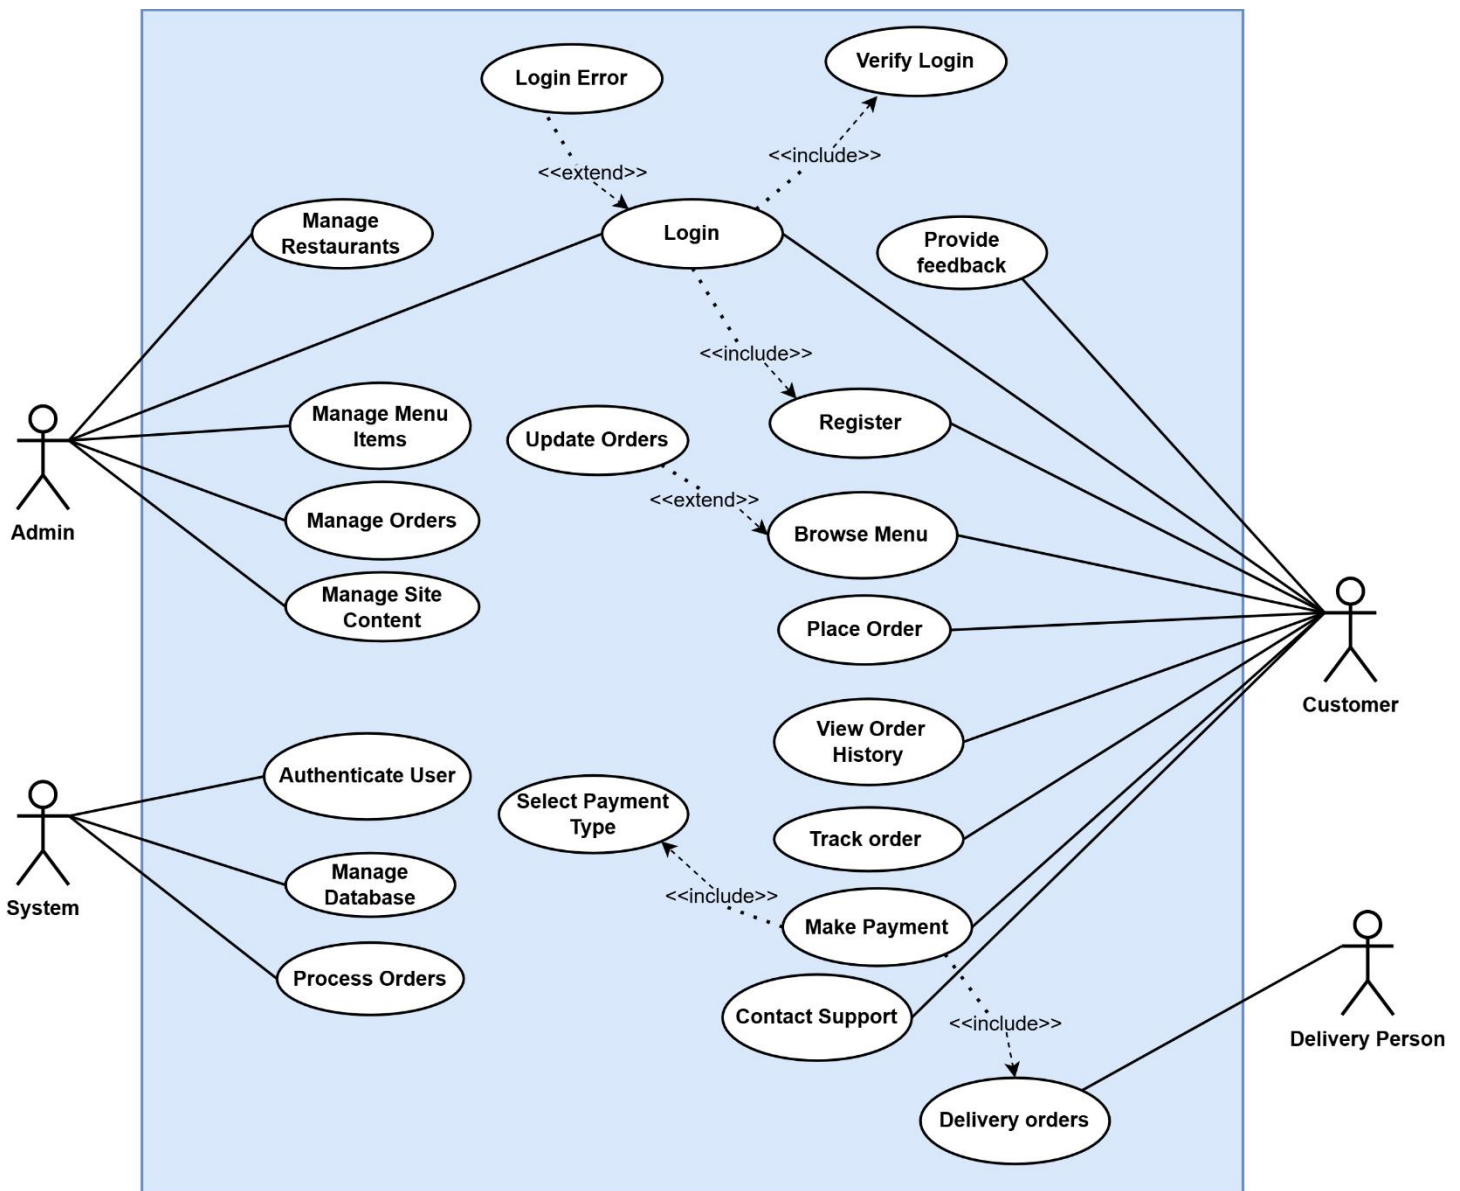 Login Error
Verify Login
<<extend>>
<<include>>
Manage
Restaurants
Login
Provide
feedback
<<include>>
Manage Menu
Items
Update Orders
Register
<<extend>>
Manage Orders
Browse Menu
Admin
Manage Site
Content
Place Order
Customer
View Order
History
Authenticate User
Select Payment
Type
Track order
Manage
Database
<<include>>
System
Make Payment
Process Orders
Contact Support
<<include>>
Delivery Person
Delivery orders